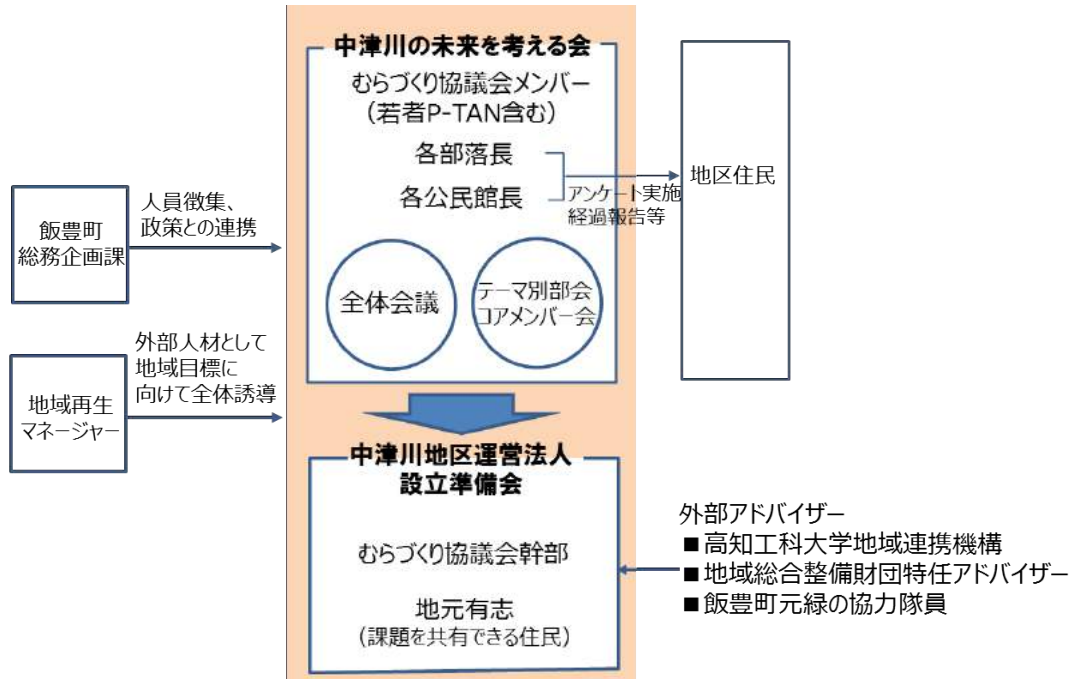 中津川の未来を考える会
むらづくり協議会メンバー
（若者P-TAN含む）
各部落長
各公民館長
アンケート実施
経過報告等
地区住民
飯豊町
総務企画課
人員徴集、
政策との連携
全体会議
テーマ別部会
コアメンバー会
地域再生
マネージャー
外部人材として
地域目標に
向けて全体誘導
中津川地区運営法人
設立準備会
むらづくり協議会幹部
地元有志
（課題を共有できる住民）
外部アドバイザー
■高知工科大学地域連携機構
■地域総合整備財団特任アドバイザー
■飯豊町元緑の協力隊員